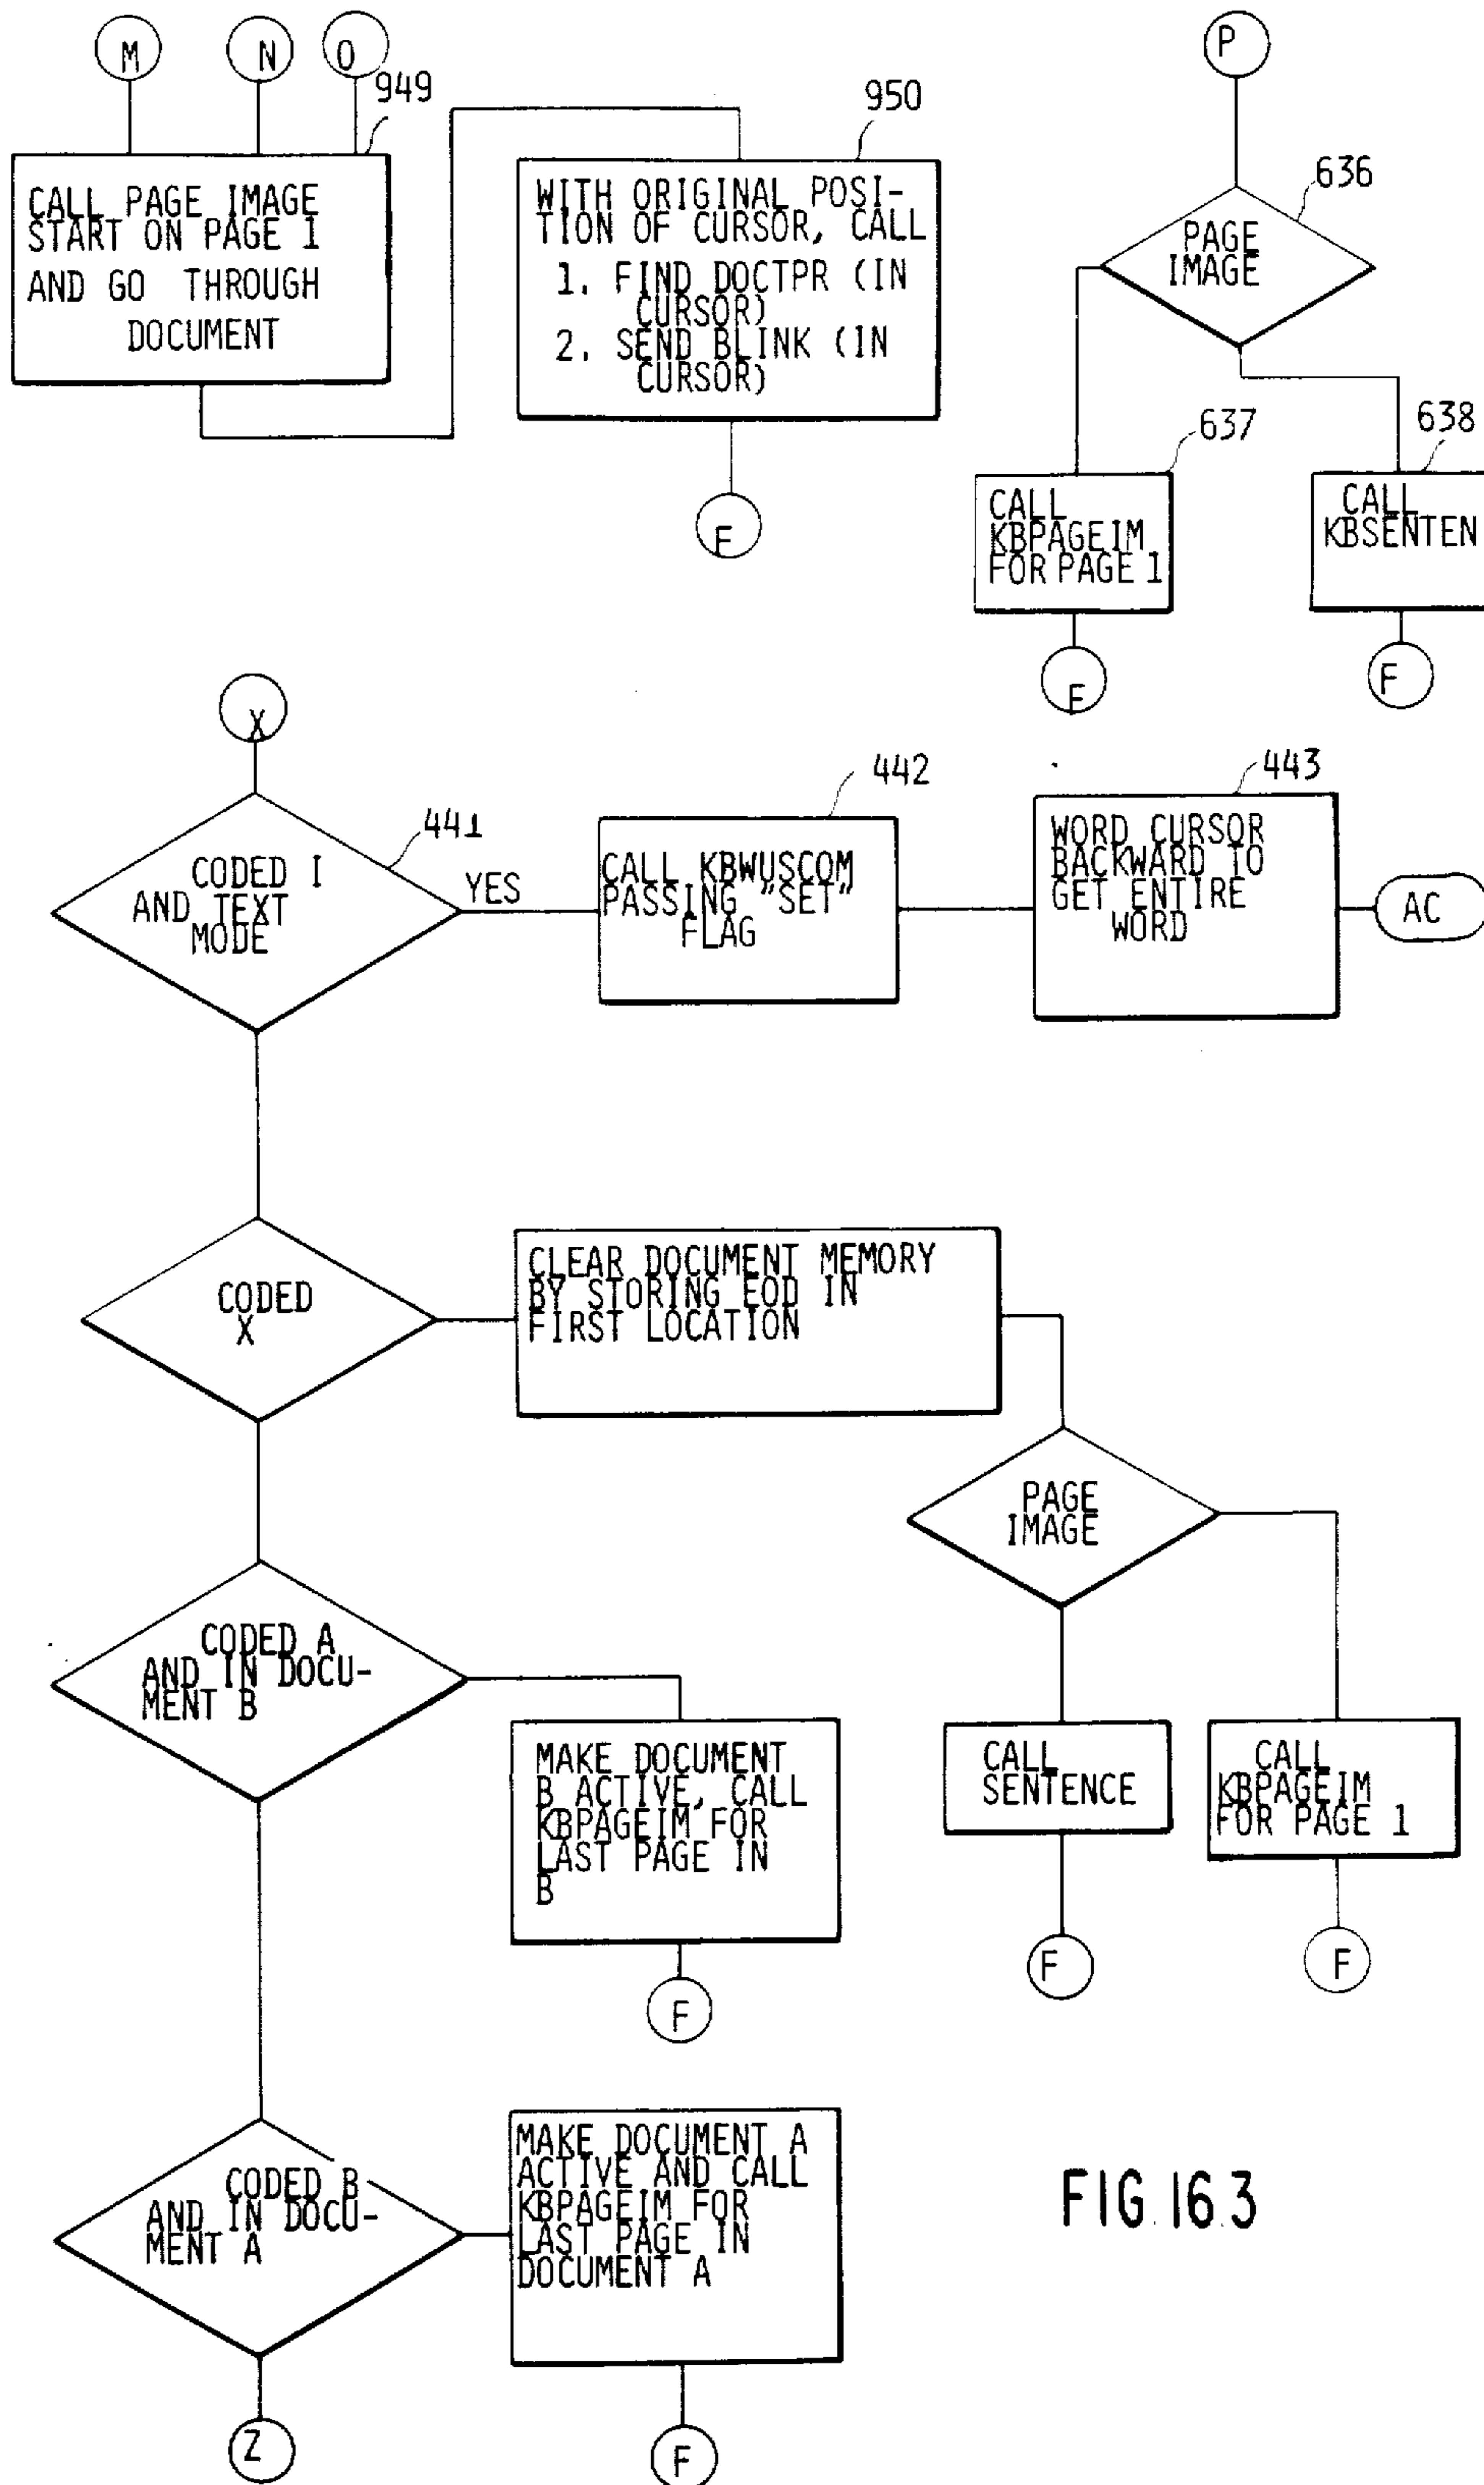 M
N
O
949
CALL PAGE IMAGE
START ON PAGE 1
AND GO THROUGH
DOCUMENT
950
WITH ORIGINAL POSI-
TION OF CURSOR, CALL
1. FIND DOCTPR (IN
CURSOR)
2. SEND BLINK (IN
CURSOR)
F
P
636
PAGE
IMAGE
637
CALL
KBPAGEIM
FOR PAGE 1
F
638
CALL
KBSENTEN
F
X
441
CODED I
AND TEXT
MODE
YES
442
CALL KBWUSCOM
PASSING "SET"
FLAG
443
WORD CURSOR
BACKWARD TO
GET ENTIRE
WORD
AC
CODED
X
CLEAR DOCUMENT MEMORY
BY STORING EOD IN
FIRST LOCATION
PAGE
IMAGE
CALL
SENTENCE
F
CALL
KBPAGEIM
FOR PAGE 1
F
CODED A
AND IN DOCU-
MENT B
MAKE DOCUMENT
B ACTIVE, CALL
KBPAGEIM FOR
LAST PAGE IN
B
F
CODED B
AND IN DOCU-
MENT A
MAKE DOCUMENT A
ACTIVE AND CALL
KBPAGEIM FOR
LAST PAGE IN
DOCUMENT A
F
Z
FIG. 16.3